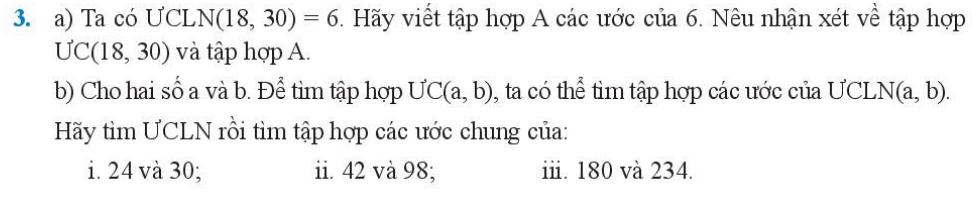 3. a) Ta có ƯCLN(18, 30) = 6. Hãy viết tập hợp A các ước của 6. Nêu nhận xét về tập hợp
ƯC(18, 30) và tập hợp A.
b) Cho hai số a và b. Để tìm tập hợp ƯC(a, b), ta có thể tìm tập hợp các ước của ƯCLN(a, b).
Hãy tìm ƯCLN rồi tìm tập hợp các ước chung của:
i. 24 và 30; ii. 42 và 98; iii. 180 và 234.